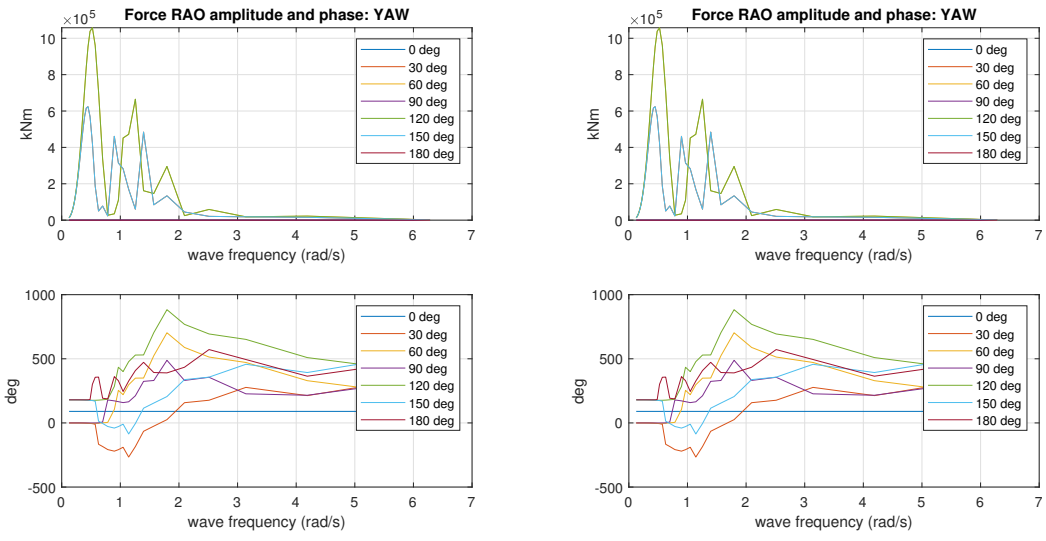 Force RAO amplitude and phase: YAW
×10⁵
10
8
6
4
2
0
kNm
0 deg
30 deg
60 deg
90 deg
120 deg
150 deg
180 deg
0 1 2 3 4 5 6 7
wave frequency (rad/s)
1000
500
0
-500
deg
0 deg
30 deg
60 deg
90 deg
120 deg
150 deg
180 deg
0 1 2 3 4 5 6 7
wave frequency (rad/s)
Force RAO amplitude and phase: YAW
×10⁵
10
8
6
4
2
0
kNm
0 deg
30 deg
60 deg
90 deg
120 deg
150 deg
180 deg
0 1 2 3 4 5 6 7
wave frequency (rad/s)
1000
500
0
-500
deg
0 deg
30 deg
60 deg
90 deg
120 deg
150 deg
180 deg
0 1 2 3 4 5 6 7
wave frequency (rad/s)